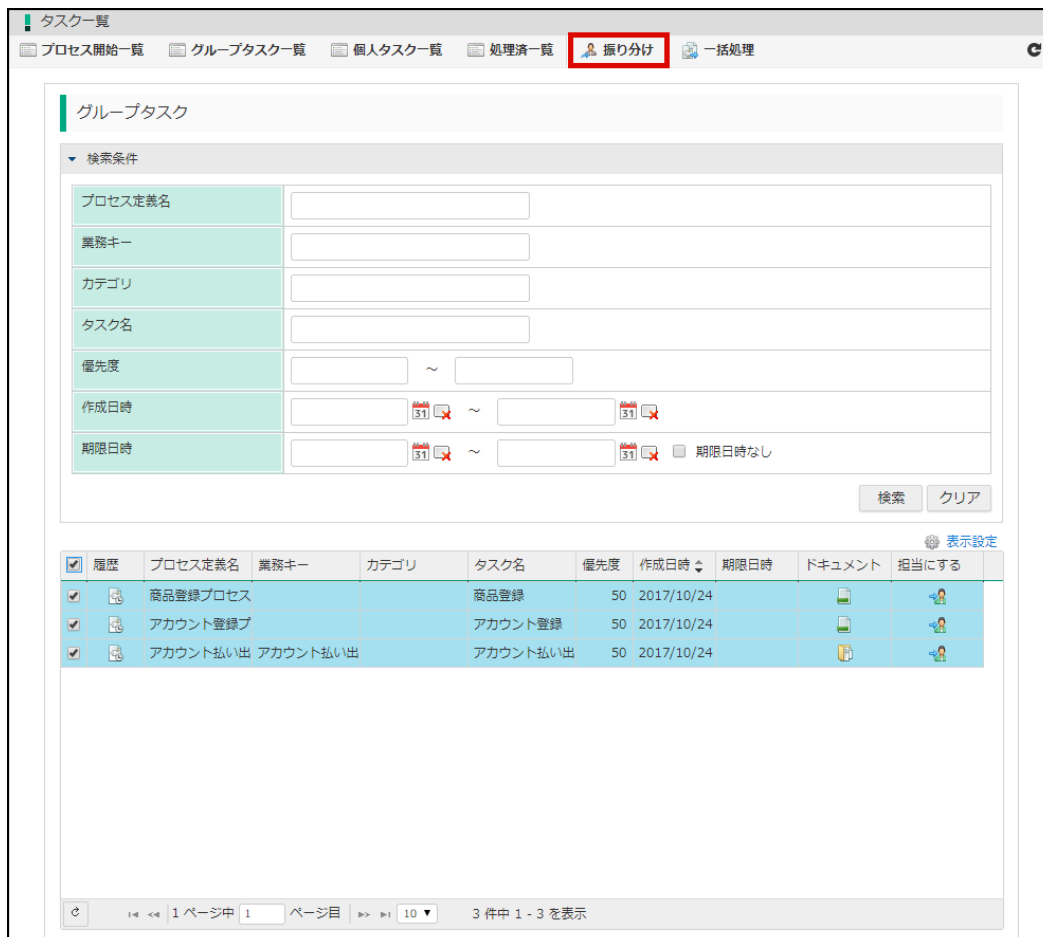 タスク一覧
プロセス開始一覧 グループタスク一覧 個人タスク一覧 処理済一覧 振り分け 一括処理
グループタスク
検索条件
プロセス定義名
業務キー
カテゴリ
タスク名
優先度 ～
作成日時 31 ～ 31
期限日時 31 ～ 31 期限日時なし
検索 クリア
表示設定
履歴 プロセス定義名 業務キー カテゴリ タスク名 優先度 作成日時 期限日時 ドキュメント 担当にする
商品登録プロセス 商品登録 50 2017/10/24
アカウント登録プ アカウント登録 50 2017/10/24
アカウント払い出 アカウント払い出 アカウント払い出 50 2017/10/24
1 ページ中 1 ページ目 10 3 件中 1 - 3 を表示